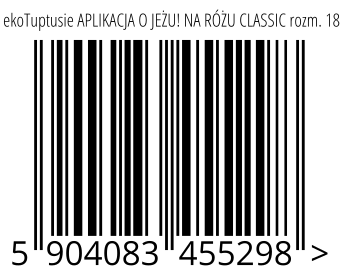 ekoTuptusie APLIKACJA O JEŻU! NA RÓŻU CLASSIC rozm. 18
5 904083 455298 >